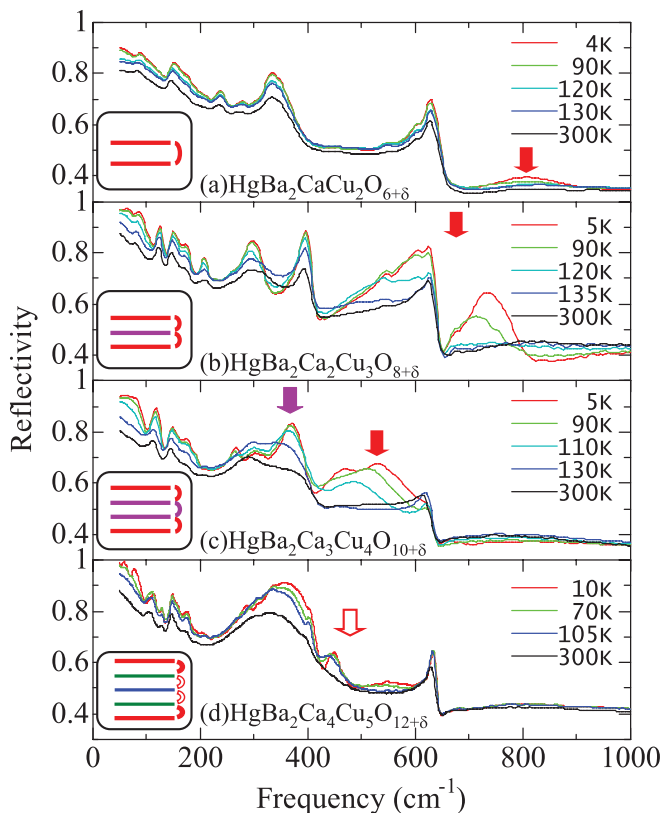 1
0.8
0.6
0.4
4K
90K
120K
130K
300K
(a)HgBa₂CaCu₂O₆₊δ
1
0.8
0.6
0.4
5K
90K
120K
135K
300K
(b)HgBa₂Ca₂Cu₃O₈₊δ
Reflectivity
1
0.8
0.6
0.4
5K
90K
110K
130K
300K
(c)HgBa₂Ca₃Cu₄O₁₀₊δ
1
0.8
0.6
0.4
10K
70K
105K
300K
(d)HgBa₂Ca₄Cu₅O₁₂₊δ
0 200 400 600 800 1000
Frequency (cm⁻¹)